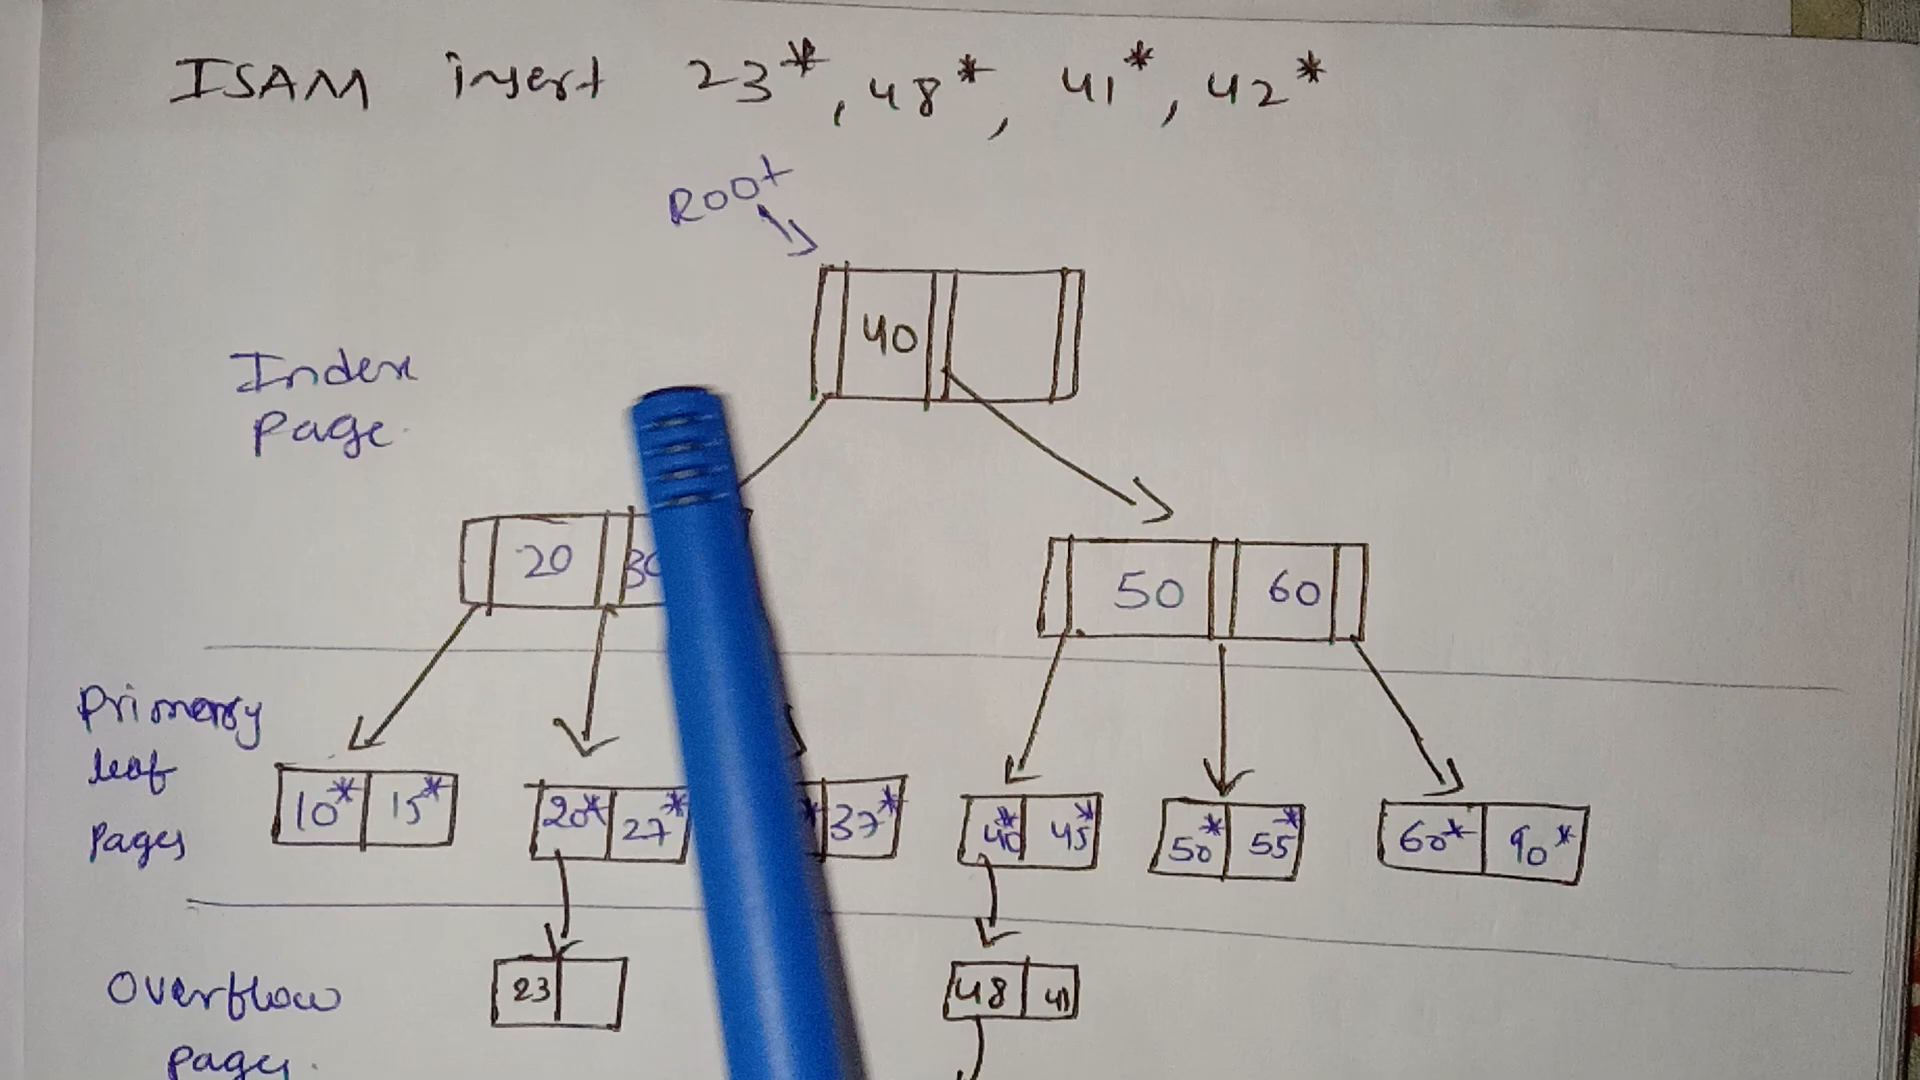 ISAM insert 23*, 48*, 41*, 42*
Root
40
Index
Page
20
50 60
Primery
leaf
Pages
10* 15* 20* 27* 37* 40* 45* 50* 55* 60* 90*
Overflow
23 48 41
pages.